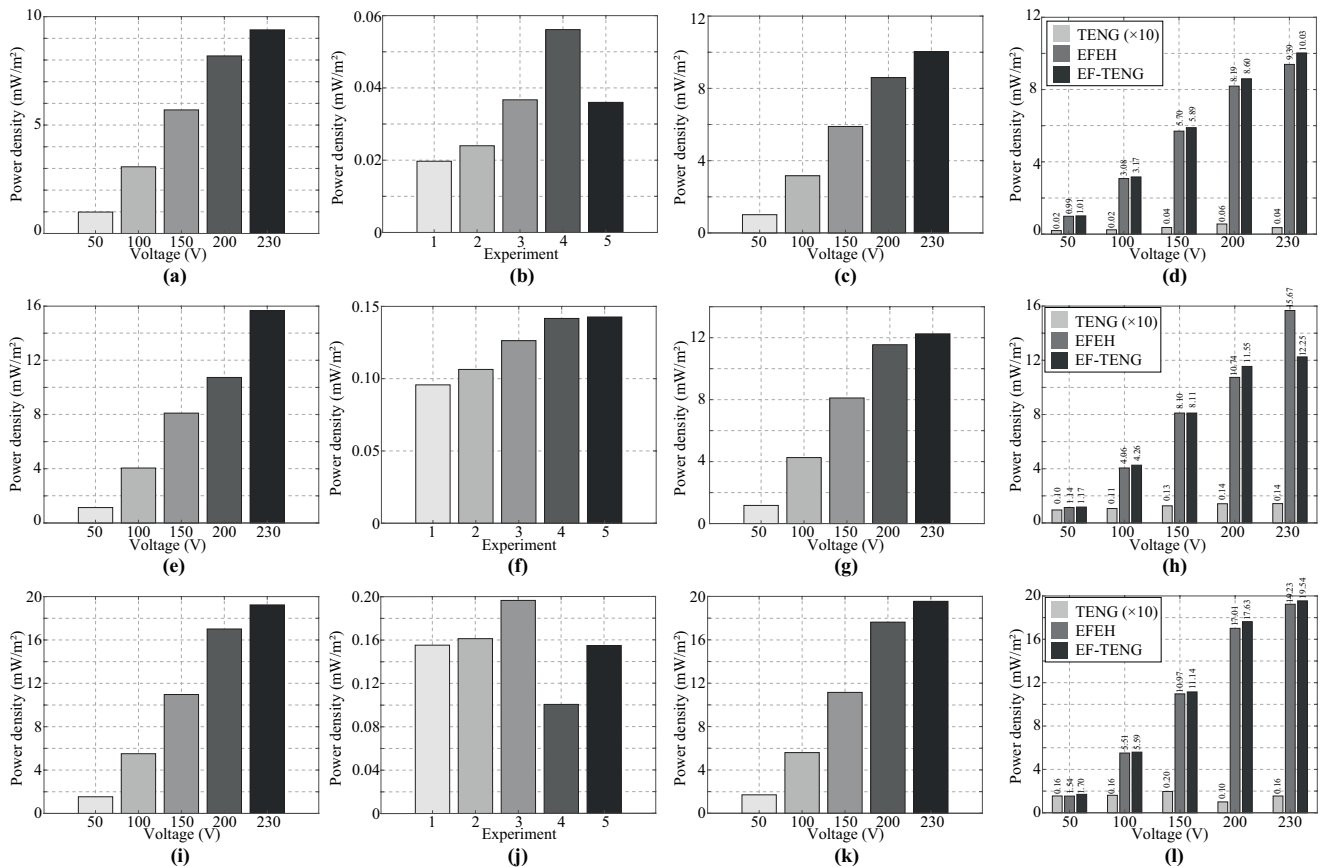 Power density (mW/m²)
10
5
0
50 100 150 200 230
Voltage (V)
(a)
Power density (mW/m²)
0.06
0.04
0.02
0
1 2 3 4 5
Experiment
(b)
Power density (mW/m²)
12
8
4
0
50 100 150 200 230
Voltage (V)
(c)
Power density (mW/m²)
12
8
4
0
TENG (×10)
EFEH
EF-TENG
0.02 0.99 1.01
0.02 3.08 3.17
0.04 5.70 5.89
0.06 8.19 8.60
0.04 9.39 10.03
50 100 150 200 230
Voltage (V)
(d)
Power density (mW/m²)
16
12
8
4
0
50 100 150 200 230
Voltage (V)
(e)
Power density (mW/m²)
0.15
0.10
0.05
0
1 2 3 4 5
Experiment
(f)
Power density (mW/m²)
12
8
4
0
50 100 150 200 230
Voltage (V)
(g)
Power density (mW/m²)
16
12
8
4
0
TENG (×10)
EFEH
EF-TENG
0.10 1.14 1.17
0.11 4.06 4.26
0.13 8.10 8.11
0.14 10.74 11.55
0.14 15.67 12.25
50 100 150 200 230
Voltage (V)
(h)
Power density (mW/m²)
20
16
12
8
4
0
50 100 150 200 230
Voltage (V)
(i)
Power density (mW/m²)
0.20
0.16
0.12
0.08
0.04
0
1 2 3 4 5
Experiment
(j)
Power density (mW/m²)
20
16
12
8
4
0
50 100 150 200 230
Voltage (V)
(k)
Power density (mW/m²)
20
16
12
8
4
0
TENG (×10)
EFEH
EF-TENG
0.16 1.54 1.70
0.16 5.51 5.59
0.20 10.97 11.14
0.10 17.01 17.63
0.16 19.23 19.54
50 100 150 200 230
Voltage (V)
(l)